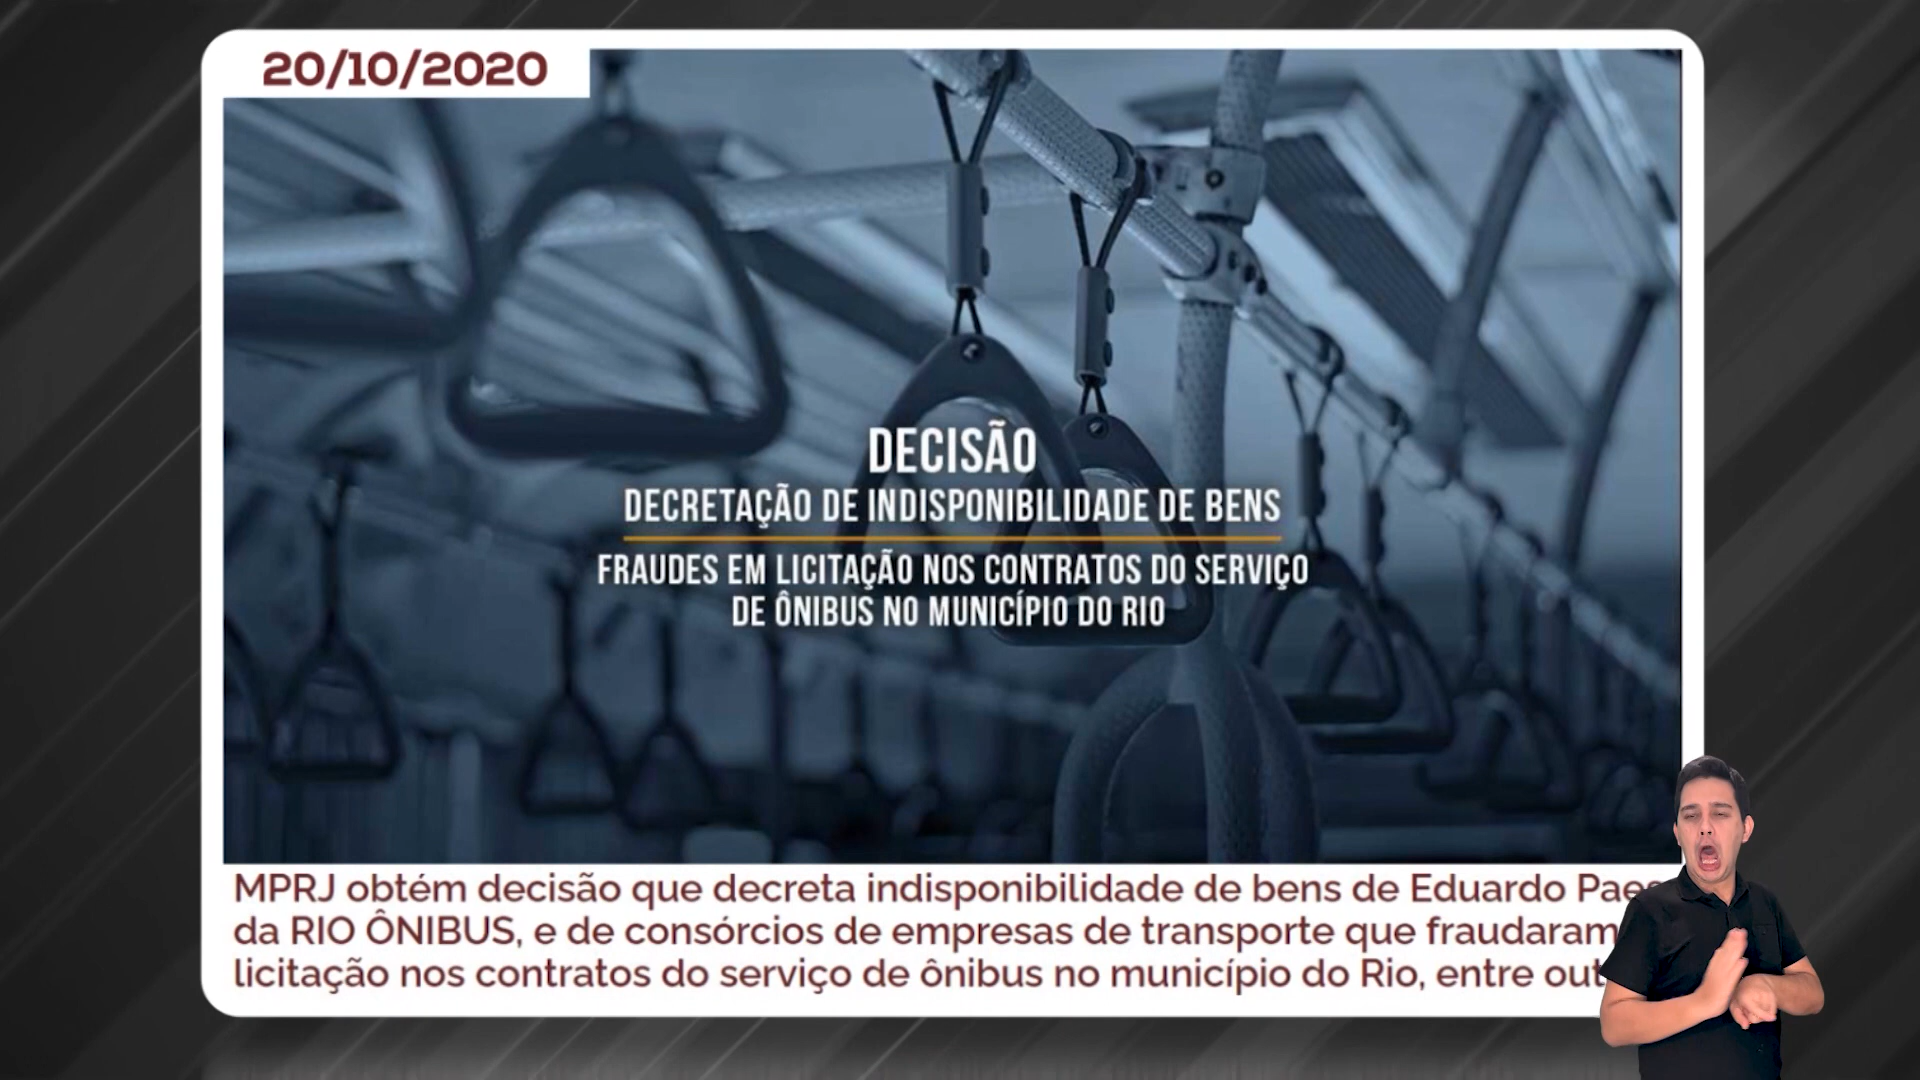 20/10/2020
DECISÃO
DECRETAÇÃO DE INDISPONIBILIDADE DE BENS
FRAUDES EM LICITAÇÃO NOS CONTRATOS DO SERVIÇO
DE ÔNIBUS NO MUNICÍPIO DO RIO
MPRJ obtém decisão que decreta indisponibilidade de bens de Eduardo Paes
da RIO ÔNIBUS, e de consórcios de empresas de transporte que fraudaram
licitação nos contratos do serviço de ônibus no município do Rio, entre